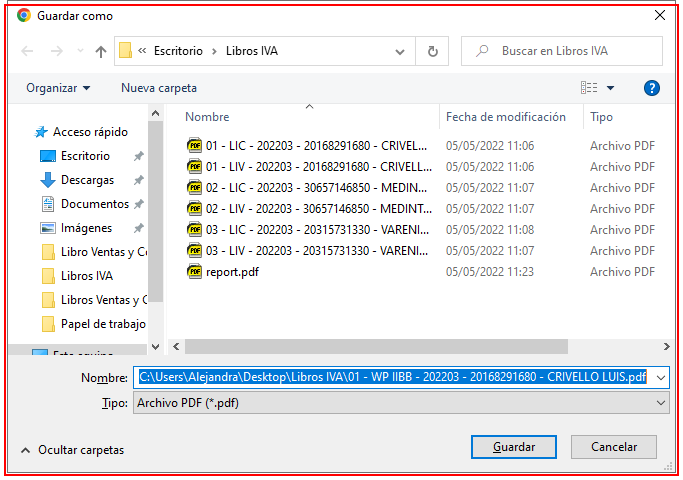 Guardar como
« Escritorio > Libros IVA
Buscar en Libros IVA
Organizar
Nueva carpeta
?
Nombre
Fecha de modificación
Tipo
Acceso rápido
Escritorio
Descargas
Documentos
Imágenes
Libro Ventas y Co
Libros IVA
Libros Ventas y C
Papel de trabajo
Este equipo
PDF 01 - LIC - 202203 - 20168291680 - CRIVEL... 05/05/2022 11:06 Archivo PDF
PDF 01 - LIV - 202203 - 20168291680 - CRIVELL... 05/05/2022 11:06 Archivo PDF
PDF 02 - LIC - 202203 - 30657146850 - MEDIN... 05/05/2022 11:07 Archivo PDF
PDF 02 - LIV - 202203 - 30657146850 - MEDINT... 05/05/2022 11:07 Archivo PDF
PDF 03 - LIC - 202203 - 20315731330 - VARENI... 05/05/2022 11:08 Archivo PDF
PDF 03 - LIV - 202203 - 20315731330 - VARENI... 05/05/2022 11:07 Archivo PDF
PDF report.pdf 05/05/2022 11:23 Archivo PDF
Nombre: C:\Users\Alejandra\Desktop\Libros IVA\01 - WP IIBB - 202203 - 20168291680 - CRIVELLO LUIS.pdf
Tipo: Archivo PDF (*.pdf)
Ocultar carpetas
Guardar
Cancelar